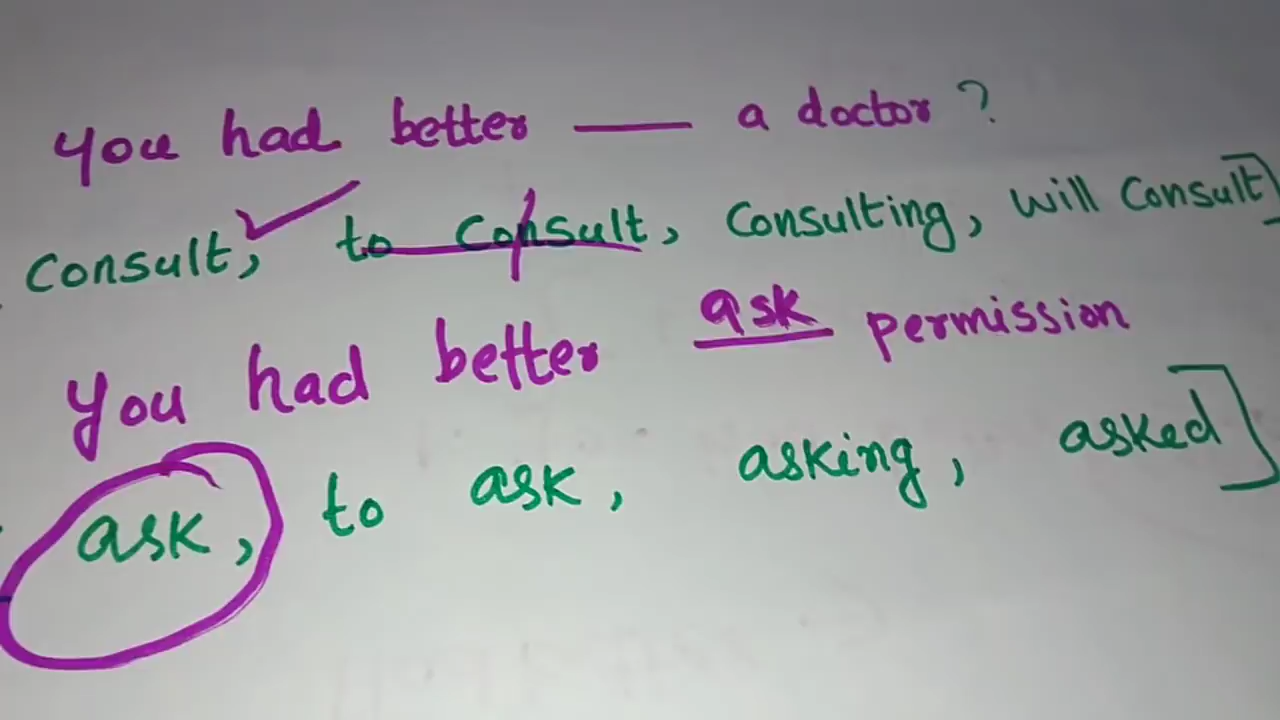 You had better ___ a doctor ?
consult, to consult, Consulting, will Consult]
You had better ask permission
ask, to ask, asking, asked]